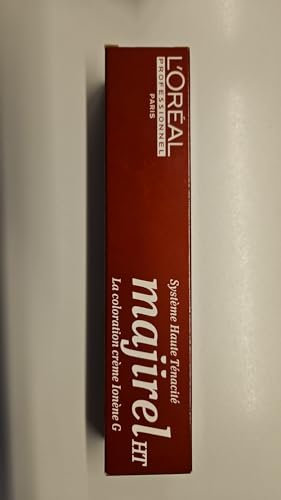 L'ORÉAL
PROFESSIONNEL
PARIS
Système Haute Ténacité
majirel HT
La coloration crème Ionène G